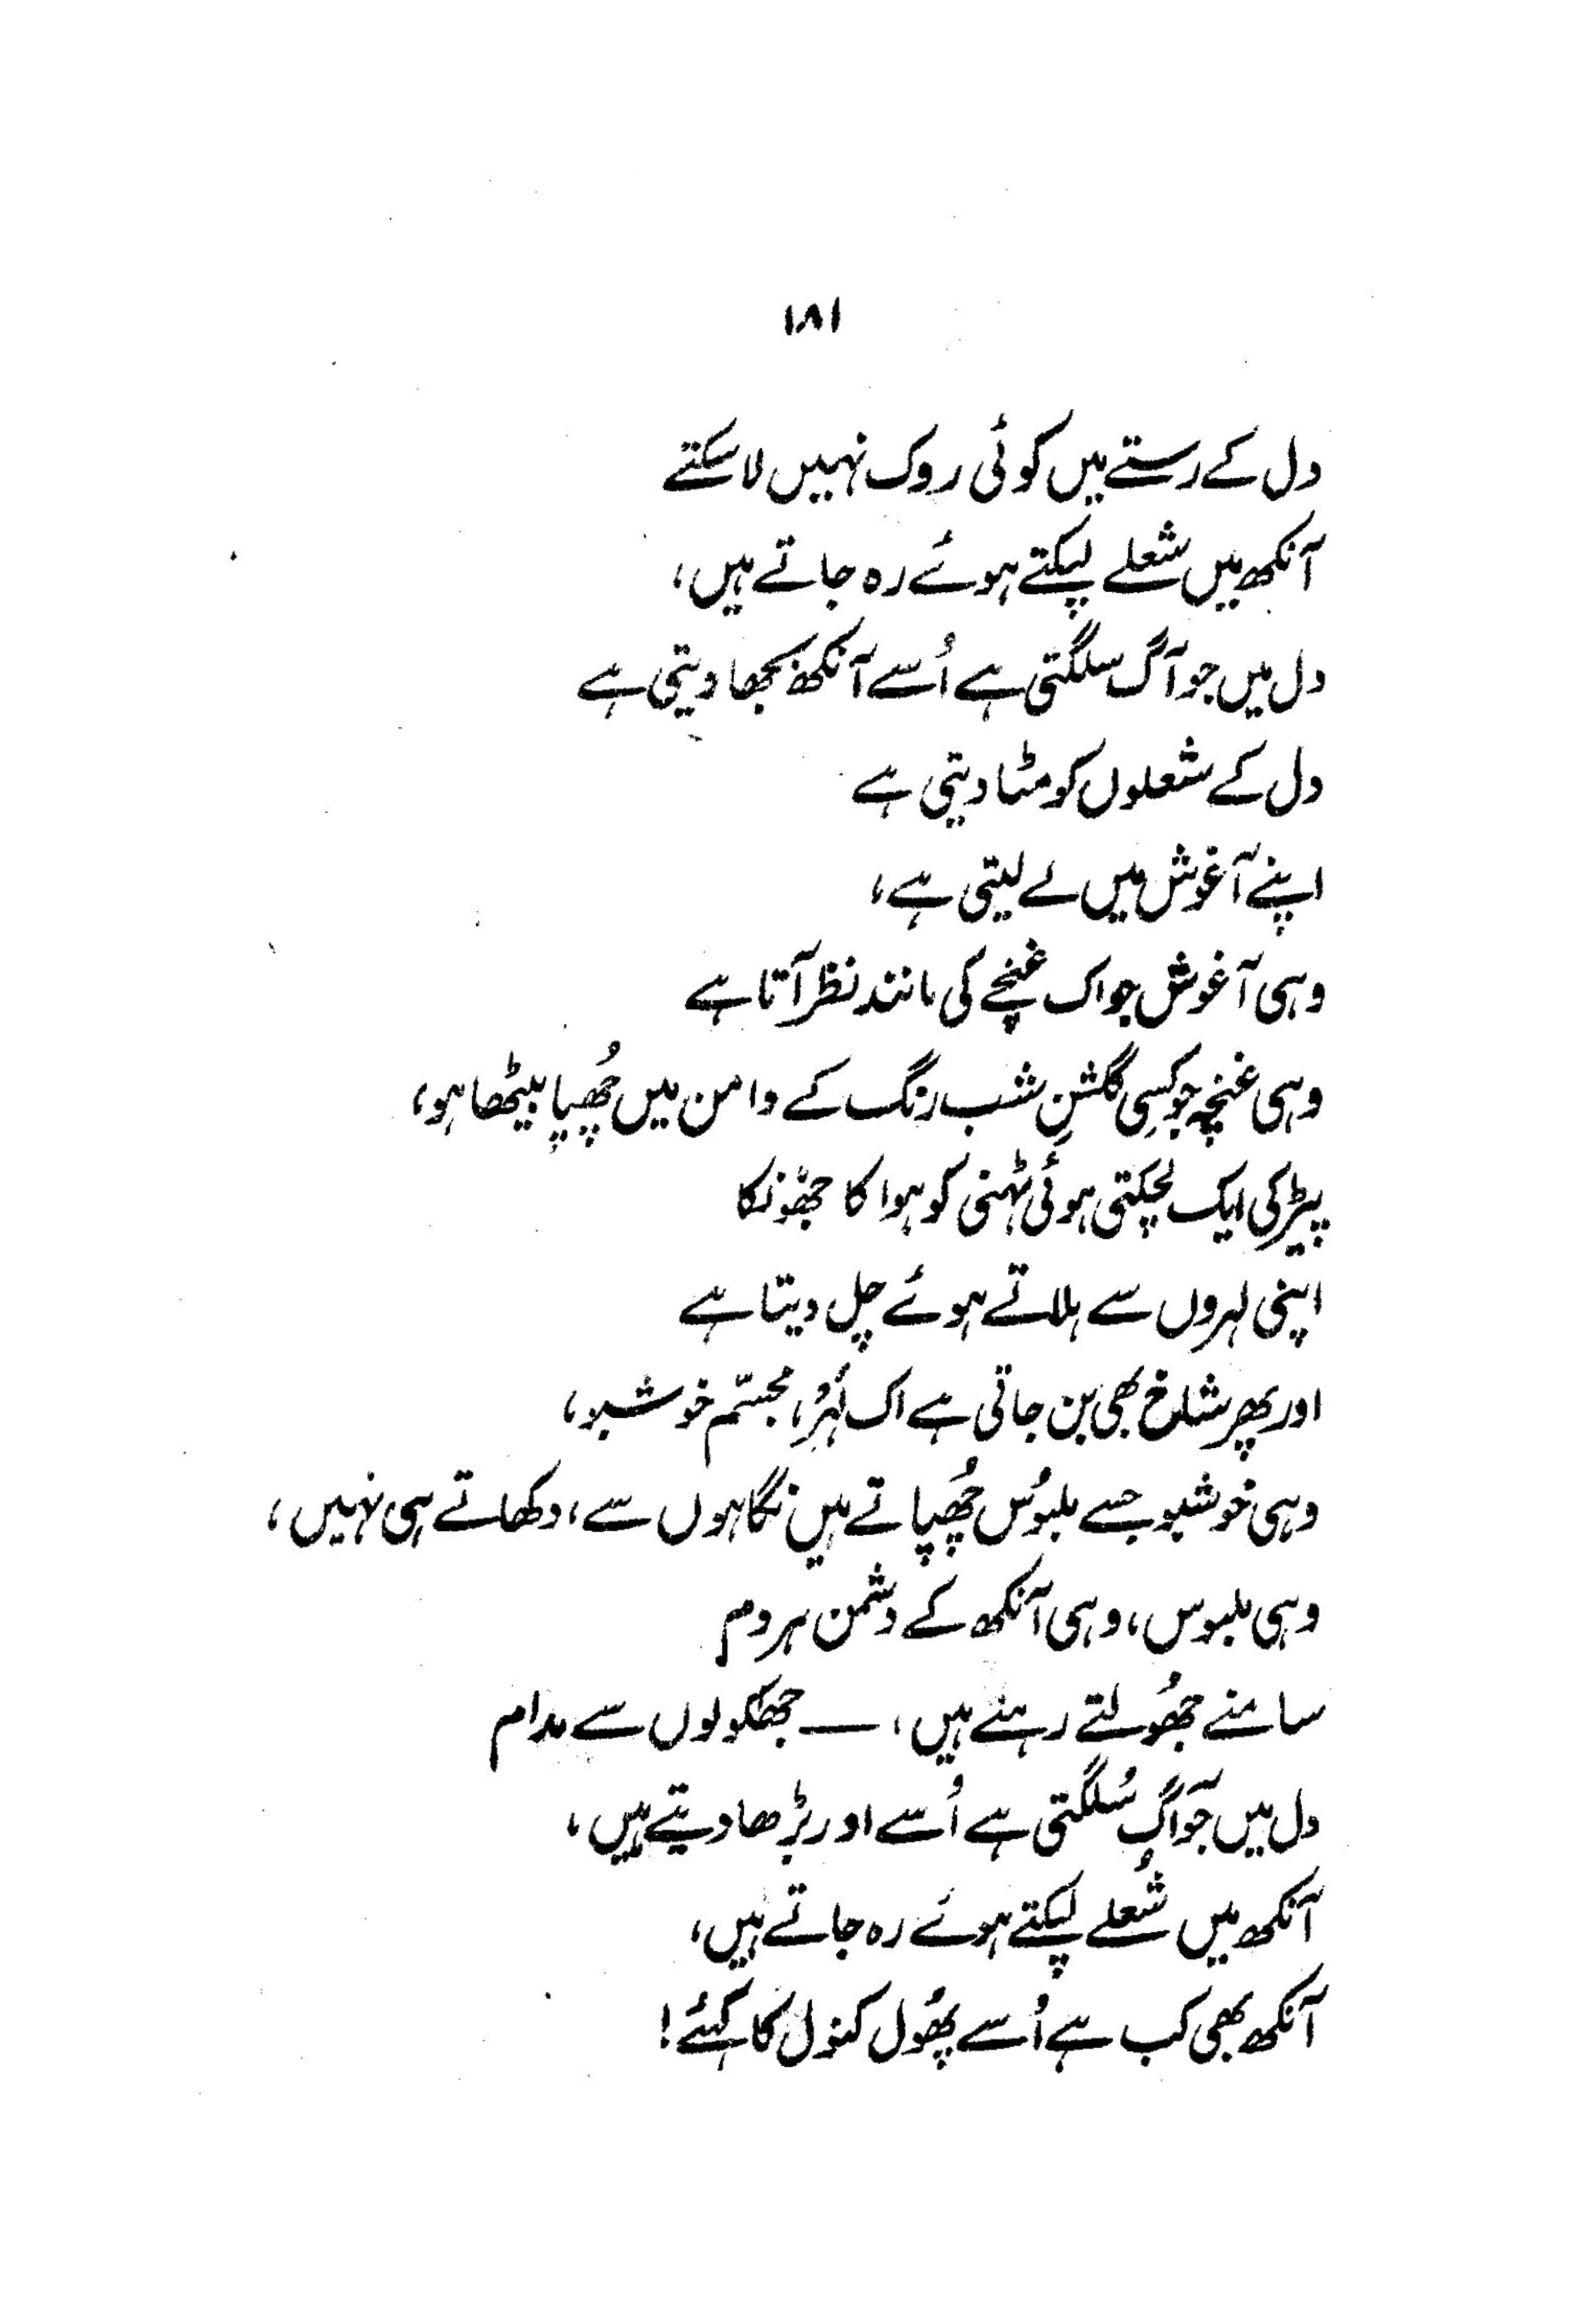 ۱۸۱
دل کے رستے میں کوئی روک نہیں لا سکتے
آنکھ میں شعلے لپکتے ہوئے رہ جاتے ہیں،
دل میں جو آگ سلگتی ہے اُسے آنکھ بجھا دیتی ہے
دل کے شعلوں کو مٹا دیتی ہے
اپنے آغوش میں لے لیتی ہے،
وہی آغوش جو اک غنچے کی مانند نظر آتا ہے
وہی غنچہ جو کسِی گلشنِ شب رنگ کے دامن میں چُھپا بیٹھا ہو،
پیڑ کی ایک لچکتی ہوئی ٹہنی کو ہوا کا جھونکا
اپنی لہروں سے ہلاتے ہوئے چل دیتا ہے
اور پھر شاخ بھی بن جاتی ہے اک لہر، مجسّم خوشبو،
وہی خوشبو جسے ملبوُس چُھپاتے ہیں نگاہوں سے، دکھاتے ہی نہیں،
وہی ملبوس، وہی آنکھ کے دشمن ہر دم
سامنے جھُولتے رہتے ہیں، — جھکولوں سے مدام
دل میں جو آگ سُلگتی ہے اُسے اور بڑھا دیتے ہیں،
آنکھ میں شُعلے لپکتے ہوئے رہ جاتے ہیں،
آنکھ بھی کب ہے اُسے پھُول کنول کا کہئے!